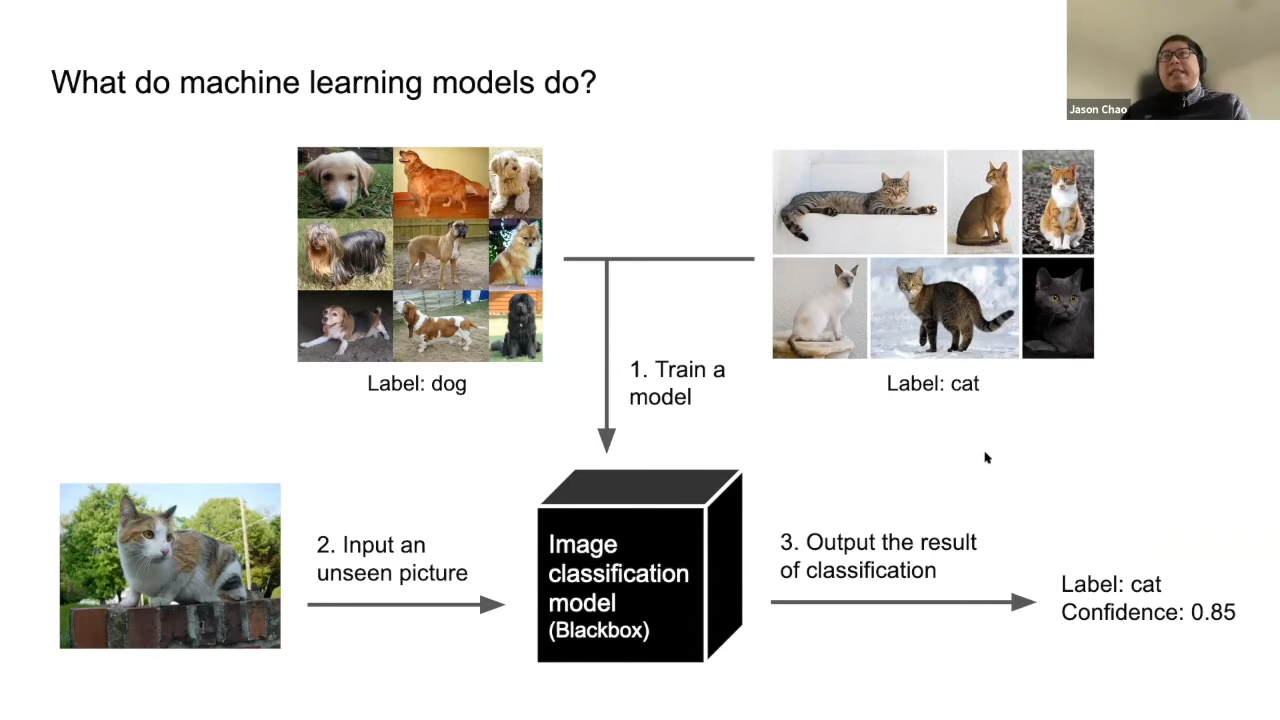 What do machine learning models do?
Jason Chao
Label: dog
Label: cat
1. Train a
model
2. Input an
unseen picture
Image
classification
model
(Blackbox)
3. Output the result
of classification
Label: cat
Confidence: 0.85